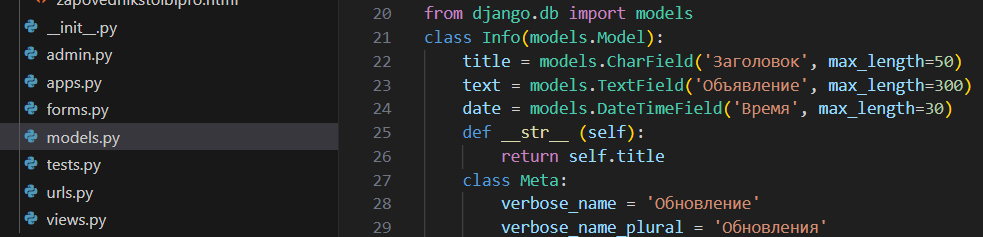 zapovednikstolbipro.html
__init__.py
admin.py
apps.py
forms.py
models.py
tests.py
urls.py
views.py
20 from django.db import models
21 class Info(models.Model):
22 title = models.CharField('Заголовок', max_length=50)
23 text = models.TextField('Объявление', max_length=300)
24 date = models.DateTimeField('Время', max_length=30)
25 def __str__ (self):
26 return self.title
27 class Meta:
28 verbose_name = 'Обновление'
29 verbose_name_plural = 'Обновления'